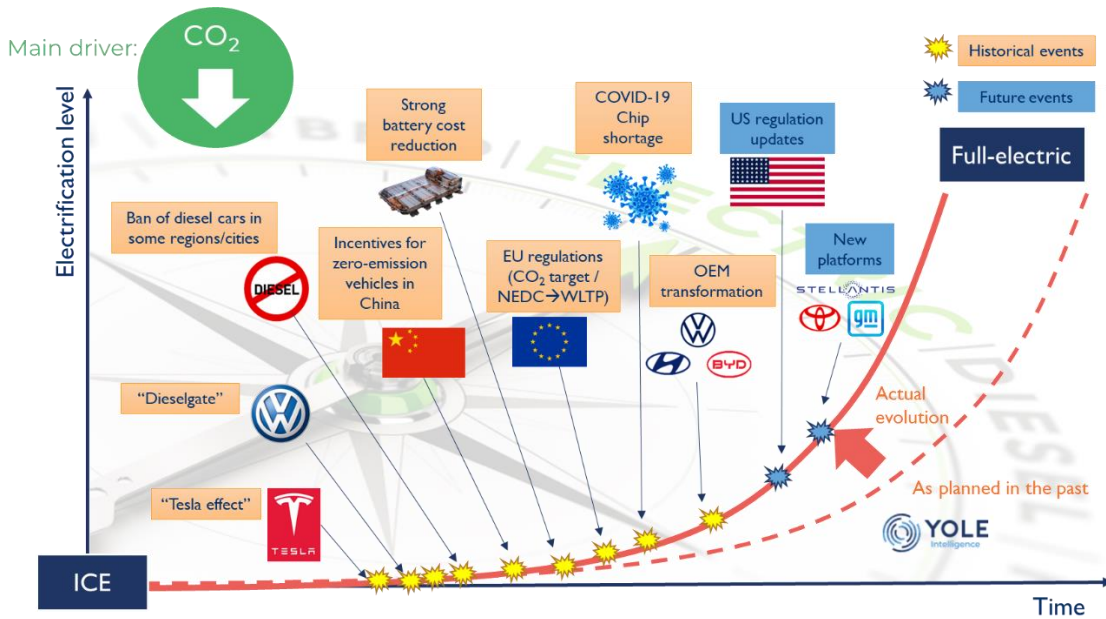 Main driver:
CO₂
Historical events
Future events
Electrification level
Strong
battery cost
reduction
COVID-19
Chip
shortage
US regulation
updates
Full-electric
Ban of diesel cars in
some regions/cities
DIESEL
Incentives for
zero-emission
vehicles in
China
EU regulations
(CO₂ target /
NEDC→WLTP)
OEM
transformation
BYD
New
platforms
STELLANTIS
gm
“Dieselgate”
Actual
evolution
“Tesla effect”
TESLA
As planned in the past
YOLE
Intelligence
ICE
Time
ELECTRIC
DIESEL